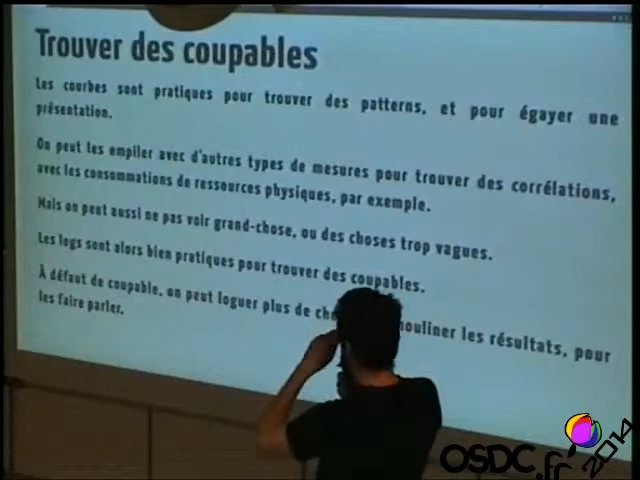 Trouver des coupables
Les courbes sont pratiques pour trouver des patterns, et pour égayer une
présentation.
On peut les empiler avec d'autres types de mesures pour trouver des corrélations,
avec les consommations de ressources physiques, par exemple.
Mais on peut aussi ne pas voir grand-chose, ou des choses trop vagues.
Les logs sont alors bien pratiques pour trouver des coupables.
À défaut de coupable, on peut loguer plus de les résultats, pour
les faire parler.
OSDC.fr 2014